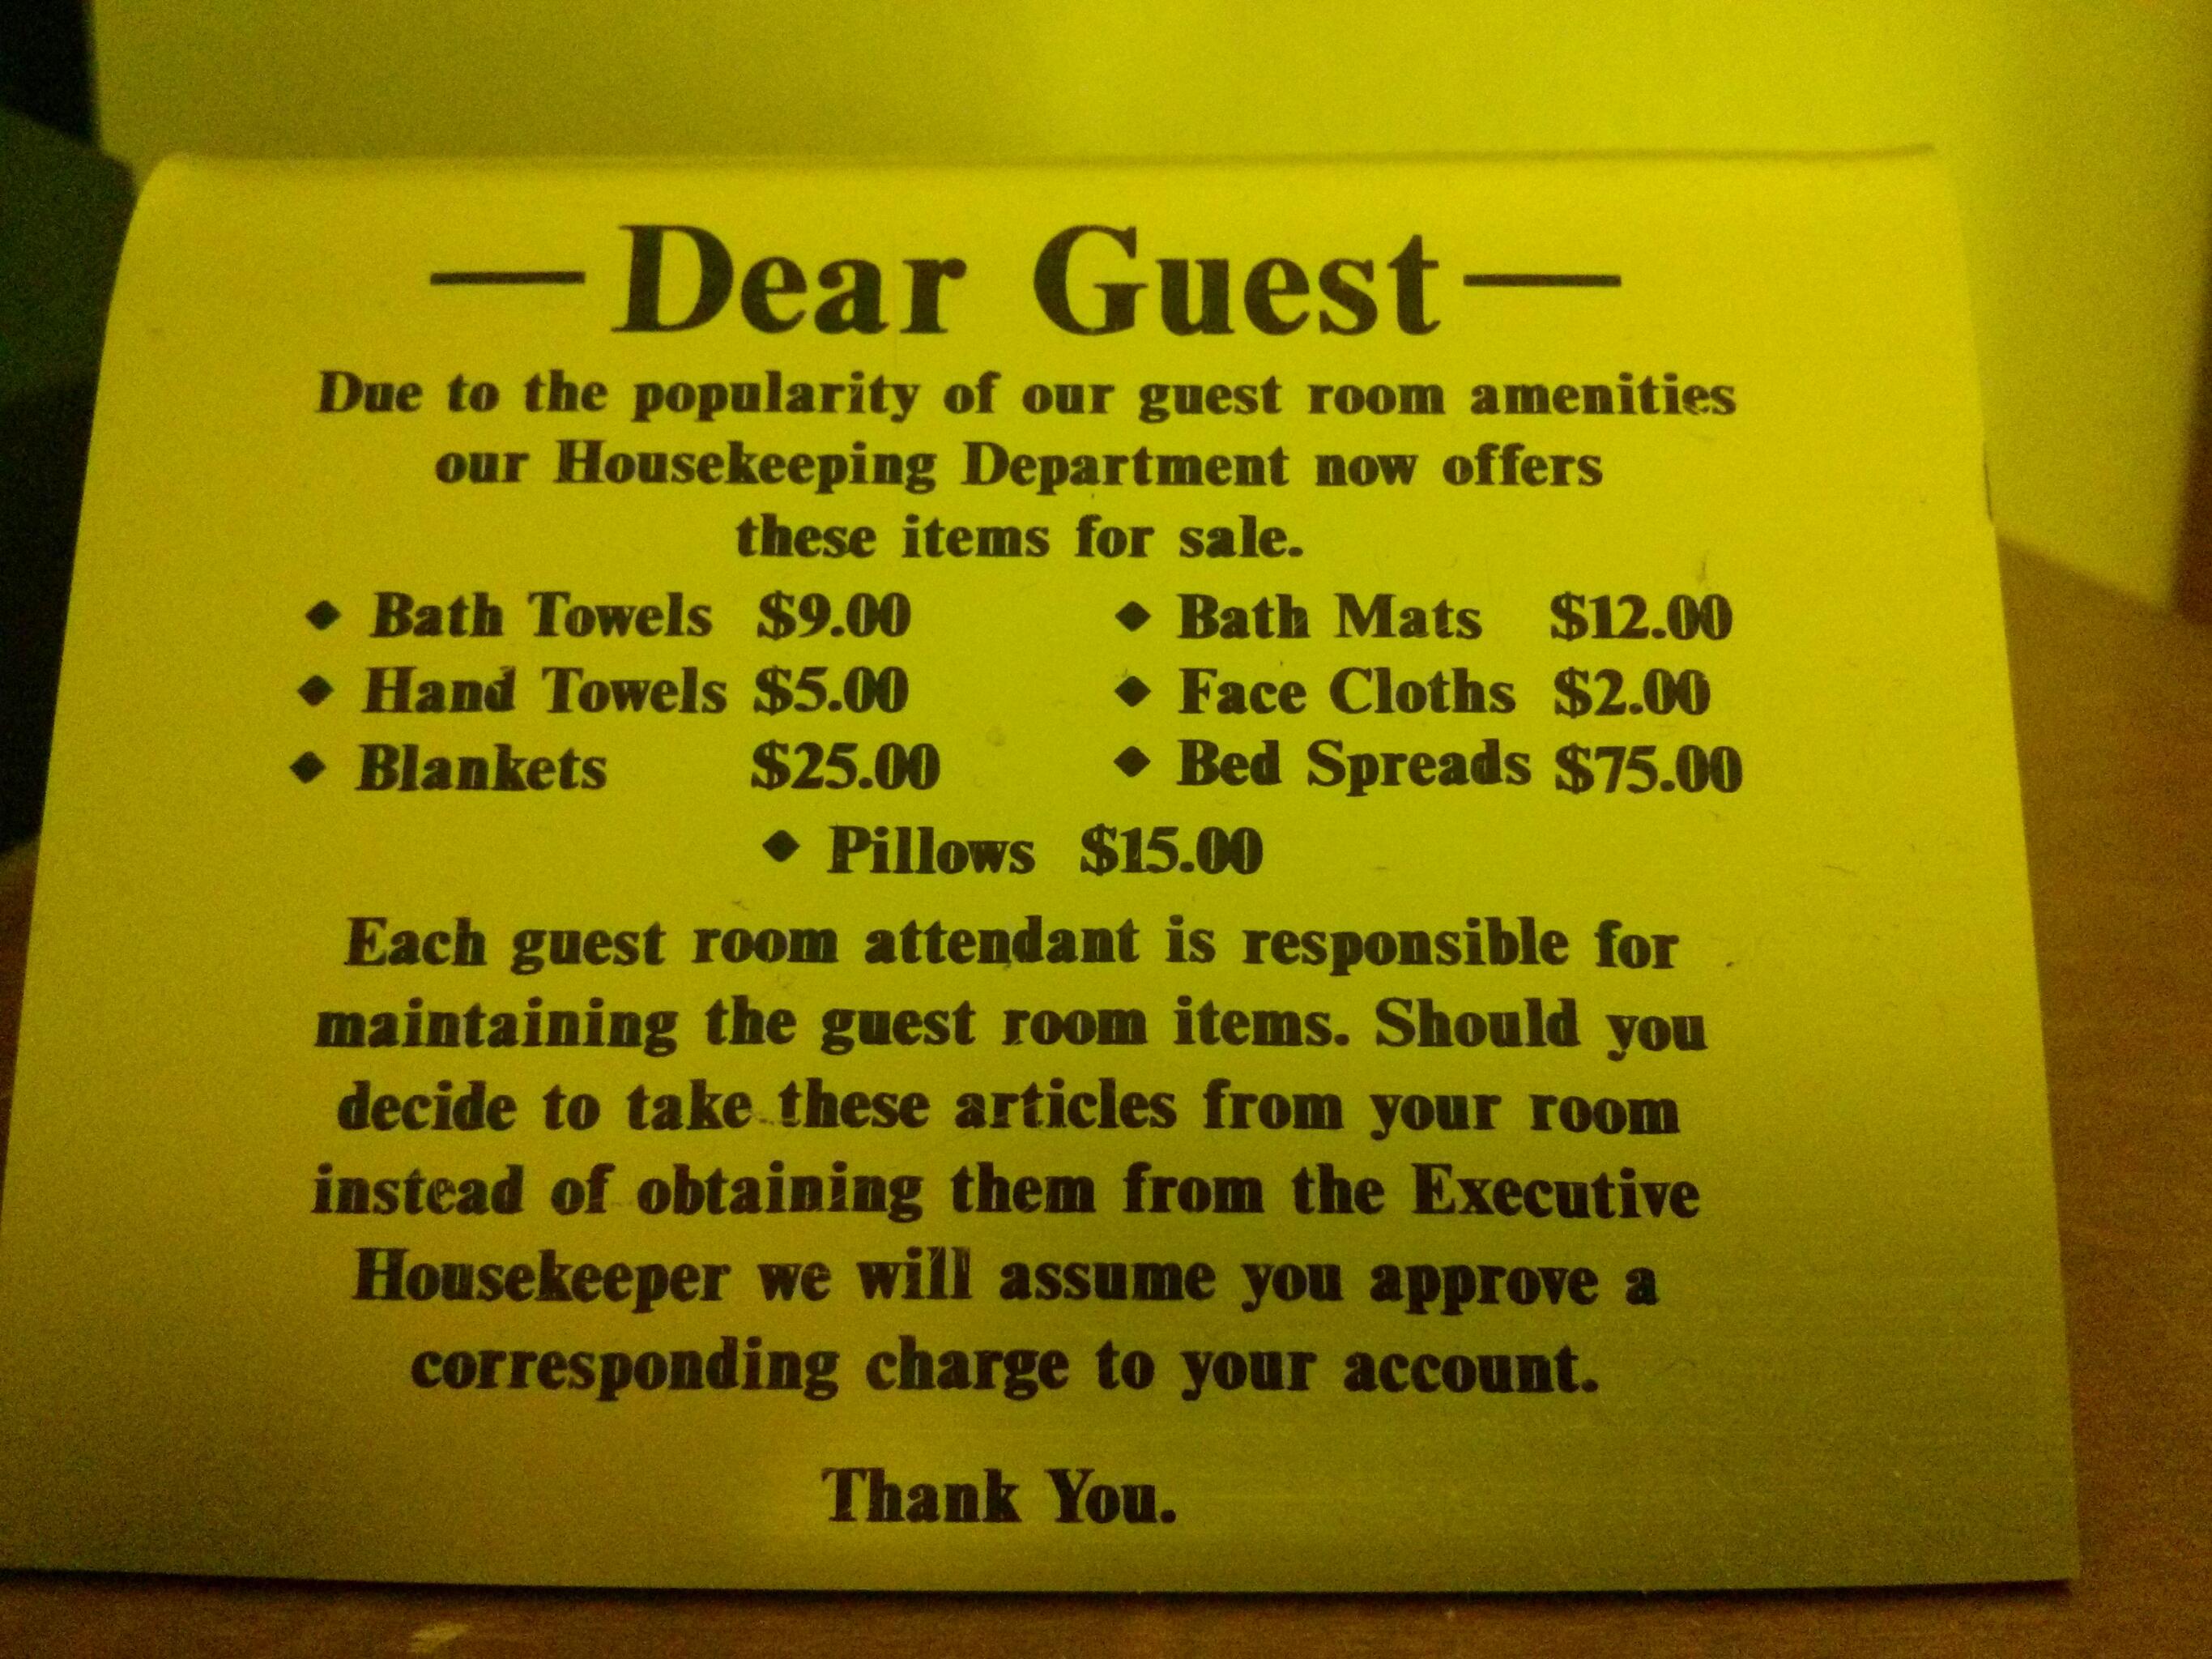 — Dear Guest —
Due to the popularity of our guest room amenities
our Housekeeping Department now offers
these items for sale.
◆ Bath Towels $9.00 ◆ Bath Mats $12.00
◆ Hand Towels $5.00 ◆ Face Cloths $2.00
◆ Blankets $25.00 ◆ Bed Spreads $75.00
◆ Pillows $15.00
Each guest room attendant is responsible for
maintaining the guest room items. Should you
decide to take these articles from your room
instead of obtaining them from the Executive
Housekeeper we will assume you approve a
corresponding charge to your account.
Thank You.